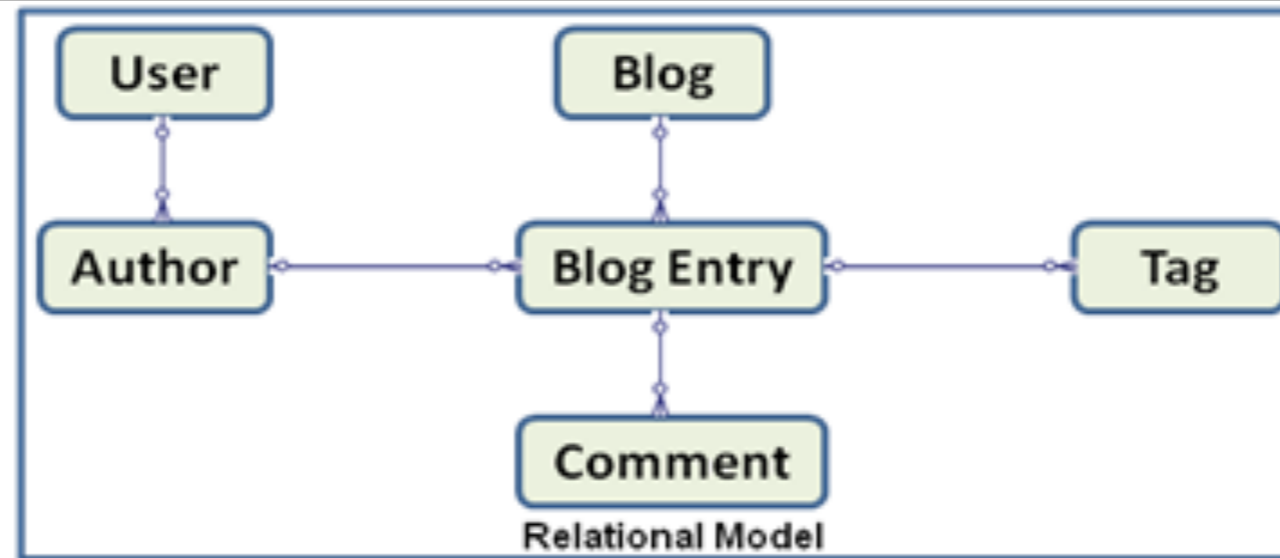 User
Blog
Author
Blog Entry
Tag
Comment
Relational Model